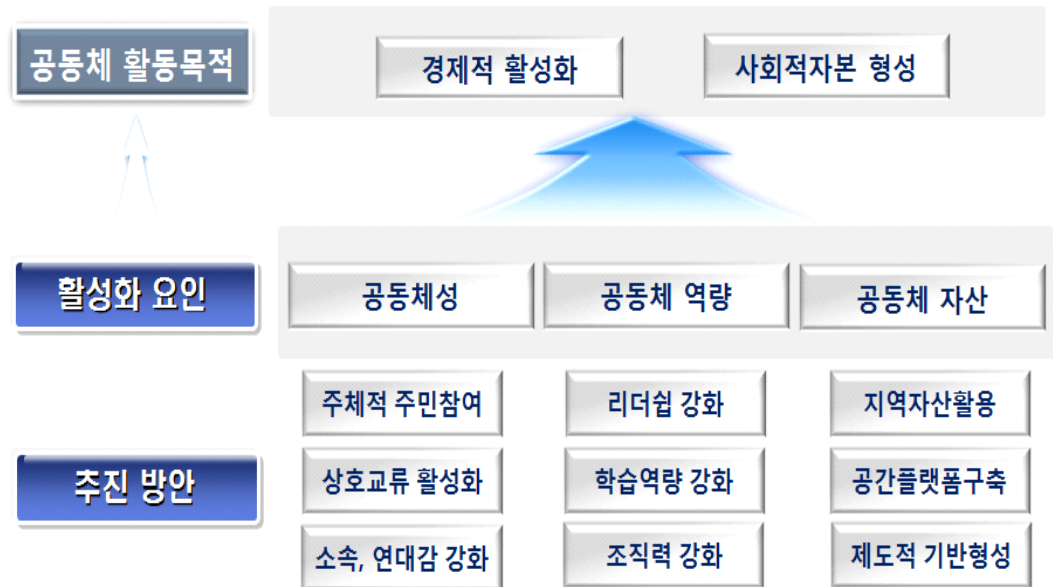 공동체 활동목적
경제적 활성화
사회적자본 형성
활성화 요인
공동체성
공동체 역량
공동체 자산
추진 방안
주체적 주민참여
리더쉽 강화
지역자산활용
상호교류 활성화
학습역량 강화
공간플랫폼구축
소속, 연대감 강화
조직력 강화
제도적 기반형성